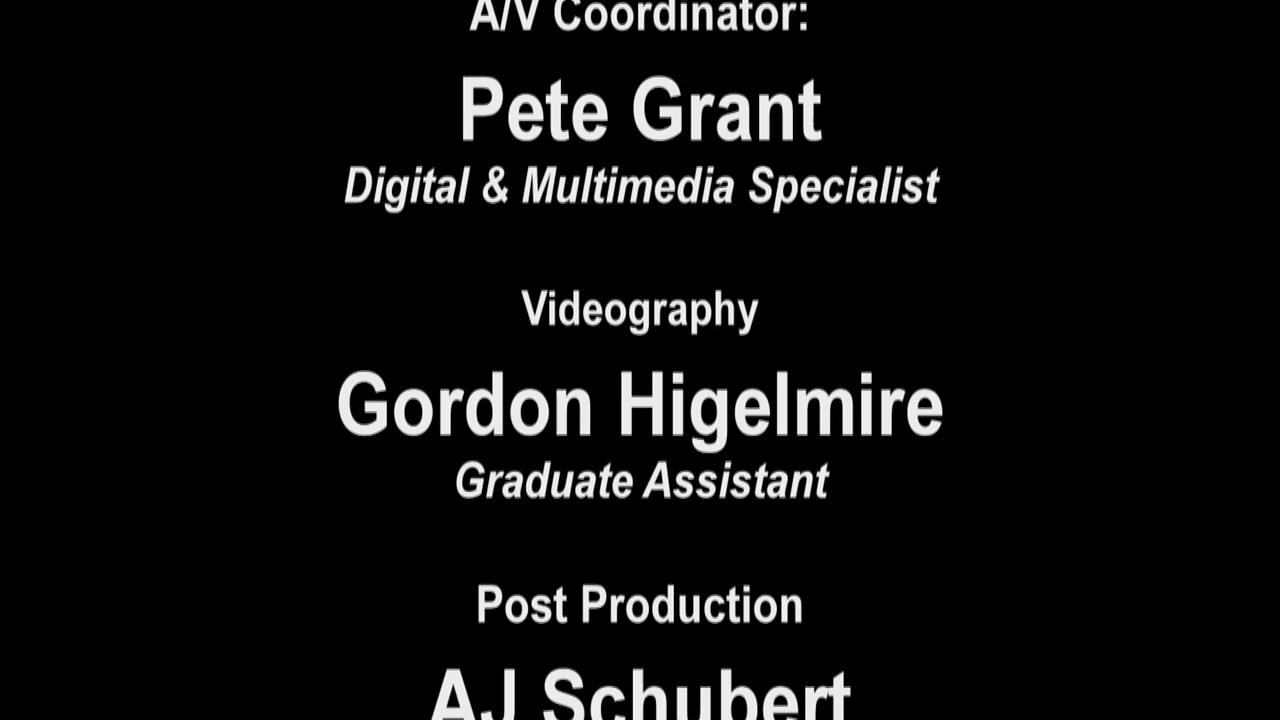 A/V Coordinator:
Pete Grant
Digital & Multimedia Specialist
Videography
Gordon Higelmire
Graduate Assistant
Post Production
AJ Schubert